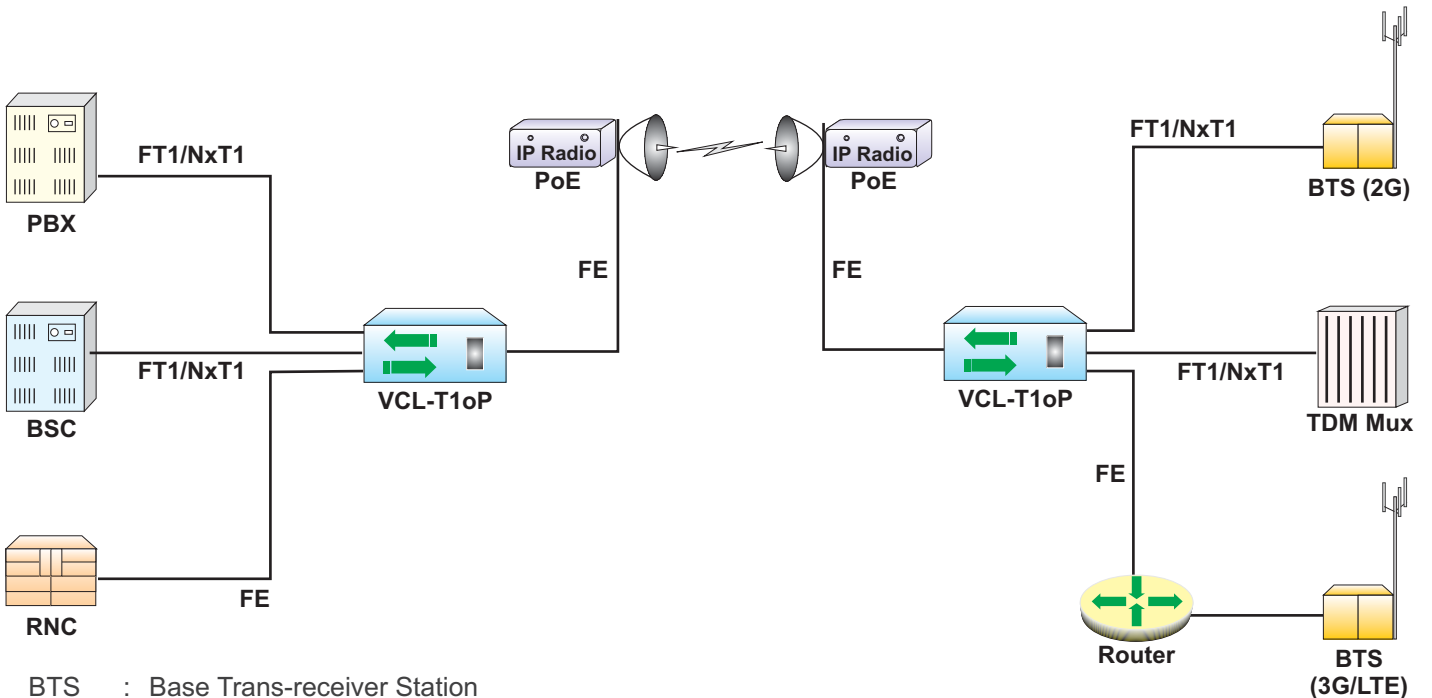 FT1/NxT1
PBX
FT1/NxT1
BSC
FE
RNC
VCL-T1oP
FE
IP Radio
PoE
IP Radio
PoE
FE
VCL-T1oP
FT1/NxT1
BTS (2G)
FT1/NxT1
TDM Mux
FE
Router
BTS
(3G/LTE)
BTS : Base Trans-receiver Station